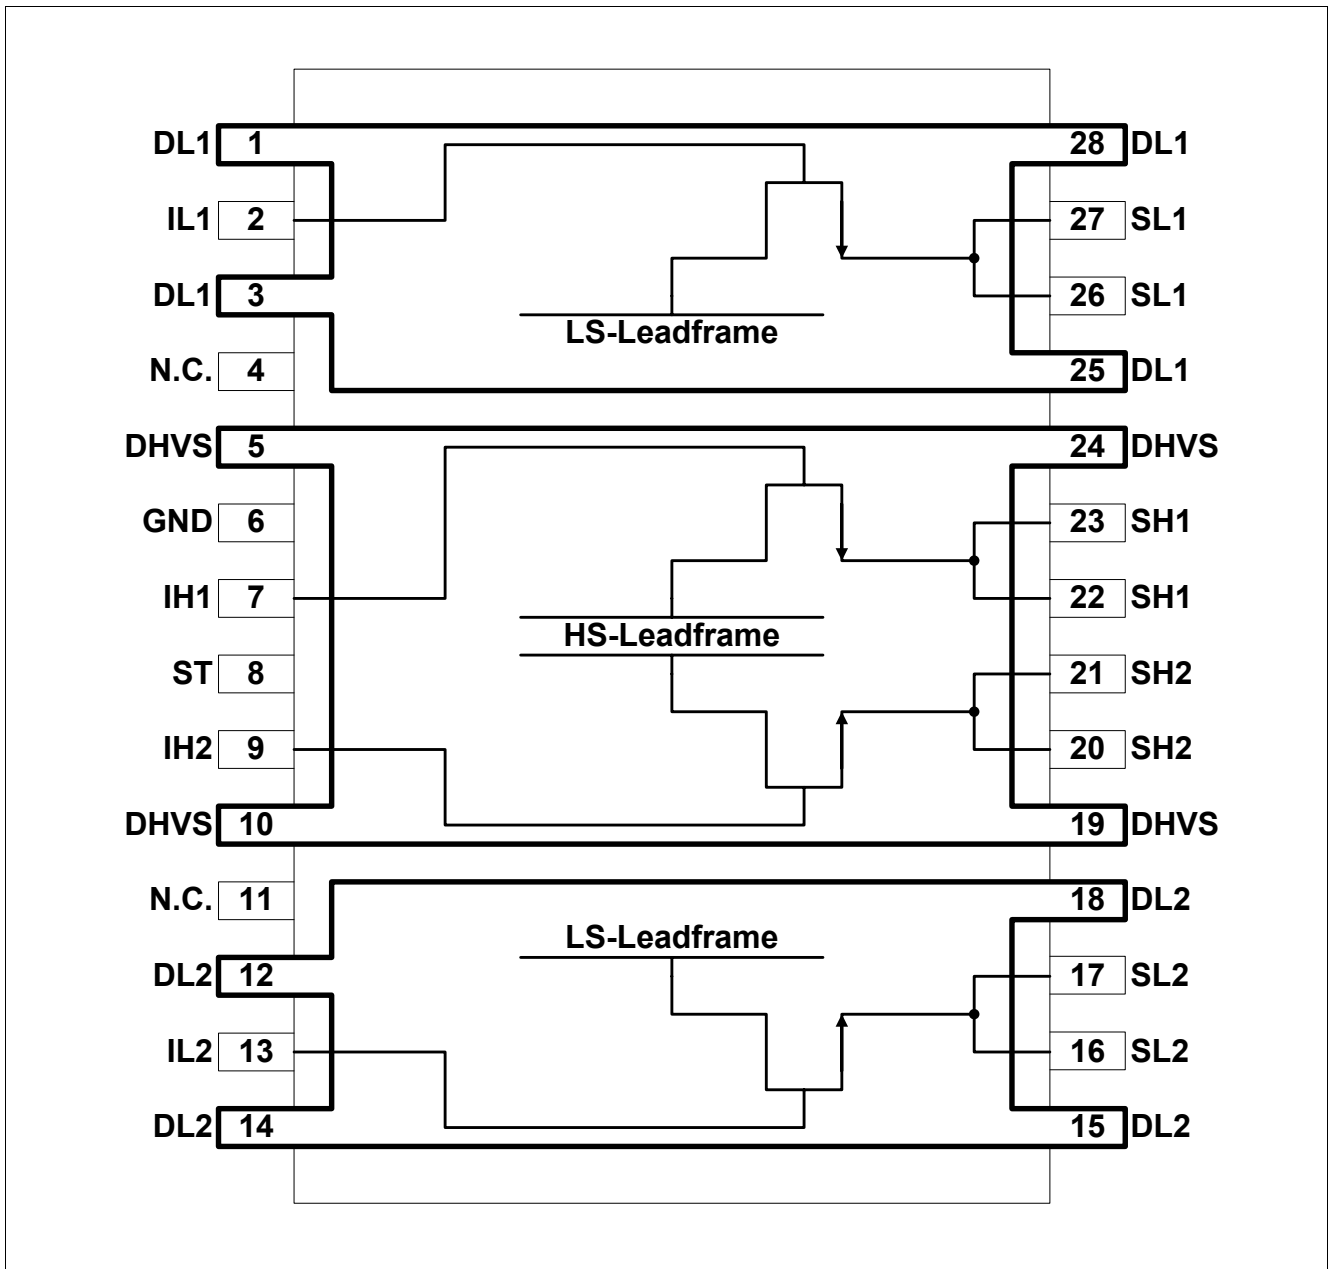 DL1 1 28 DL1
IL1 2 27 SL1
DL1 3 26 SL1
LS-Leadframe
N.C. 4 25 DL1
DHVS 5 24 DHVS
GND 6 23 SH1
IH1 7 22 SH1
HS-Leadframe
ST 8 21 SH2
IH2 9 20 SH2
DHVS 10 19 DHVS
N.C. 11 18 DL2
LS-Leadframe
DL2 12 17 SL2
IL2 13 16 SL2
DL2 14 15 DL2